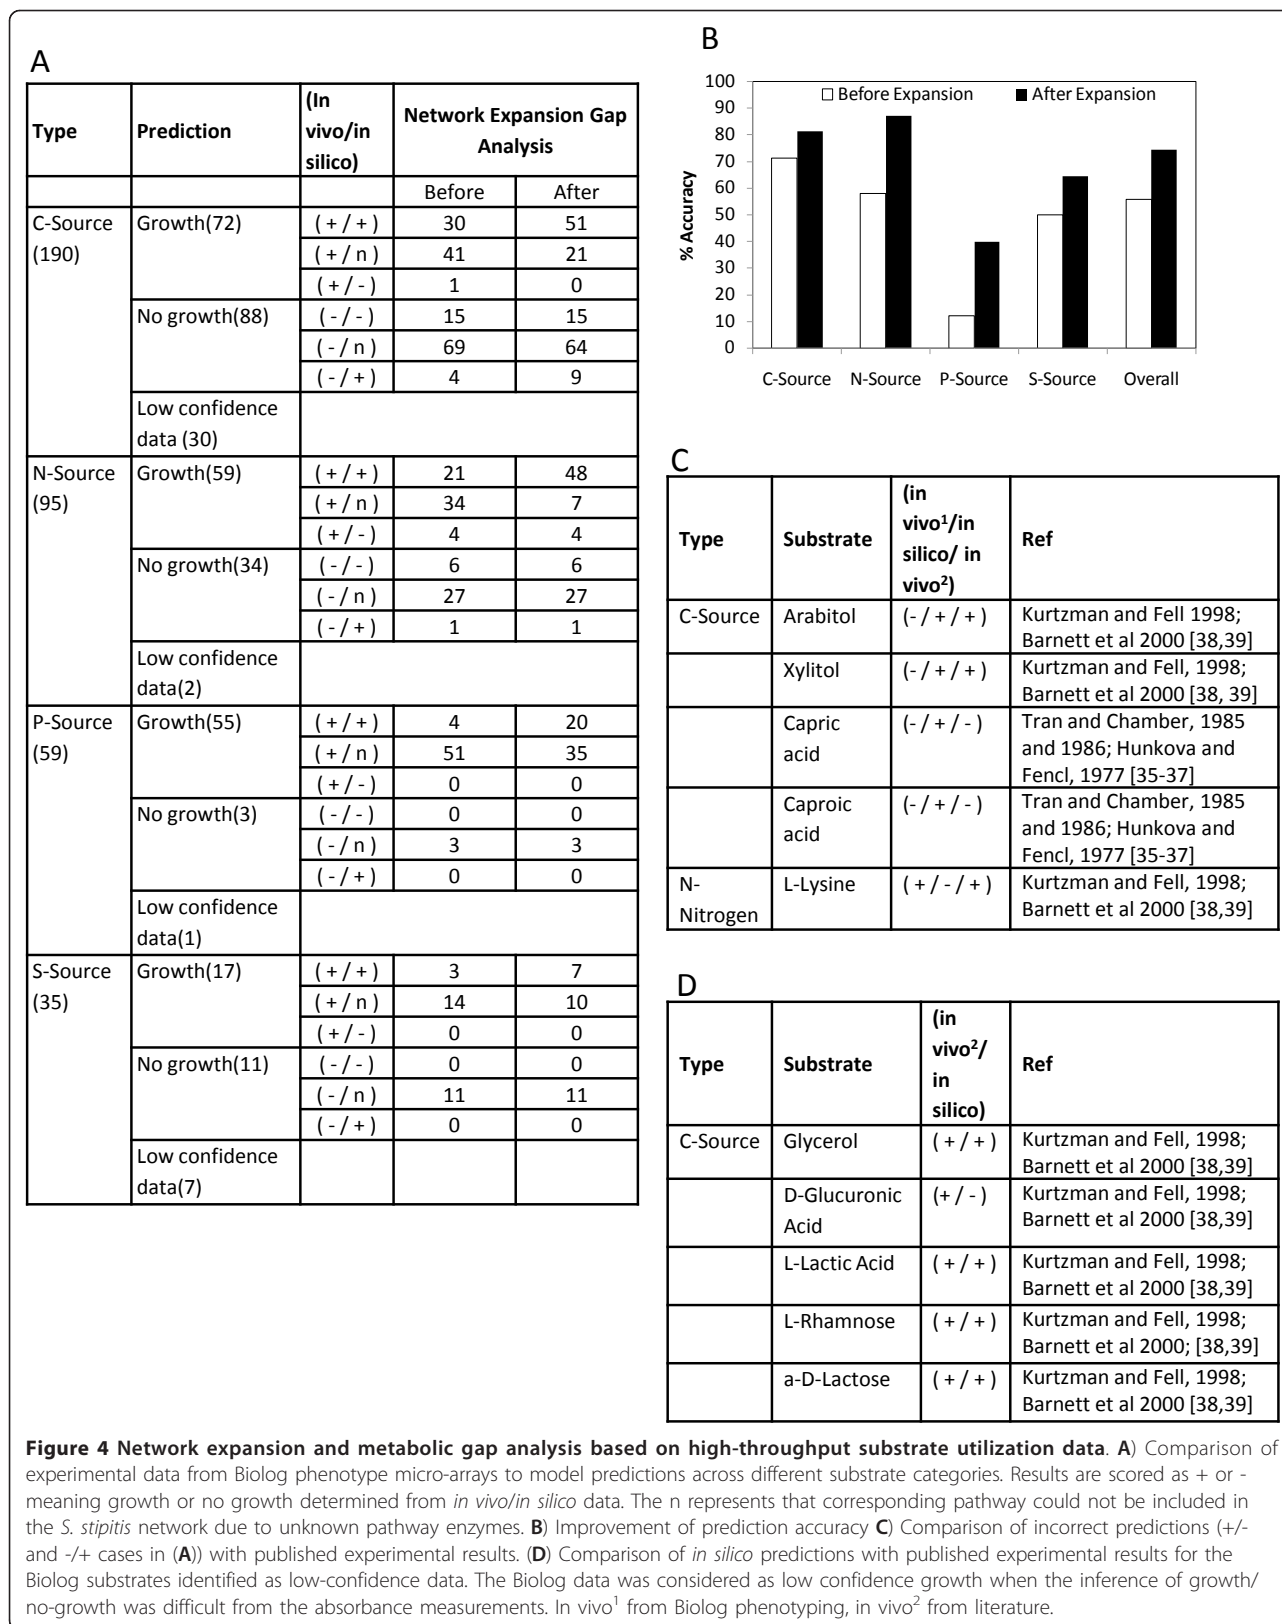 A
Type | Prediction | (In vivo/in silico) | Network Expansion Gap Analysis
Before | After
C-Source (190) | Growth(72) | ( + / + ) | 30 | 51
( + / n ) | 41 | 21
( + / - ) | 1 | 0
No growth(88) | ( - / - ) | 15 | 15
( - / n ) | 69 | 64
( - / + ) | 4 | 9
Low confidence data (30)
N-Source (95) | Growth(59) | ( + / + ) | 21 | 48
( + / n ) | 34 | 7
( + / - ) | 4 | 4
No growth(34) | ( - / - ) | 6 | 6
( - / n ) | 27 | 27
( - / + ) | 1 | 1
Low confidence data(2)
P-Source (59) | Growth(55) | ( + / + ) | 4 | 20
( + / n ) | 51 | 35
( + / - ) | 0 | 0
No growth(3) | ( - / - ) | 0 | 0
( - / n ) | 3 | 3
( - / + ) | 0 | 0
Low confidence data(1)
S-Source (35) | Growth(17) | ( + / + ) | 3 | 7
( + / n ) | 14 | 10
( + / - ) | 0 | 0
No growth(11) | ( - / - ) | 0 | 0
( - / n ) | 11 | 11
( - / + ) | 0 | 0
Low confidence data(7)
B
% Accuracy
100
90
80
70
60
50
40
30
20
10
0
Before Expansion After Expansion
C-Source N-Source P-Source S-Source Overall
C
Type | Substrate | (in vivo¹/in silico/ in vivo²) | Ref
C-Source | Arabitol | (- / + / +) | Kurtzman and Fell 1998; Barnett et al 2000 [38,39]
Xylitol | (- / + / +) | Kurtzman and Fell, 1998; Barnett et al 2000 [38, 39]
Capric acid | (- / + / -) | Tran and Chamber, 1985 and 1986; Hunkova and Fencl, 1977 [35-37]
Caproic acid | (- / + / -) | Tran and Chamber, 1985 and 1986; Hunkova and Fencl, 1977 [35-37]
N-Nitrogen | L-Lysine | ( + / - / +) | Kurtzman and Fell, 1998; Barnett et al 2000 [38,39]
D
Type | Substrate | (in vivo²/ in silico) | Ref
C-Source | Glycerol | ( + / + ) | Kurtzman and Fell, 1998; Barnett et al 2000 [38,39]
D-Glucuronic Acid | (+ / - ) | Kurtzman and Fell, 1998; Barnett et al 2000 [38,39]
L-Lactic Acid | ( + / + ) | Kurtzman and Fell, 1998; Barnett et al 2000 [38,39]
L-Rhamnose | ( + / + ) | Kurtzman and Fell, 1998; Barnett et al 2000; [38,39]
a-D-Lactose | ( + / + ) | Kurtzman and Fell, 1998; Barnett et al 2000 [38,39]
Figure 4 Network expansion and metabolic gap analysis based on high-throughput substrate utilization data. A) Comparison of
experimental data from Biolog phenotype micro-arrays to model predictions across different substrate categories. Results are scored as + or -
meaning growth or no growth determined from in vivo/in silico data. The n represents that corresponding pathway could not be included in
the S. stipitis network due to unknown pathway enzymes. B) Improvement of prediction accuracy C) Comparison of incorrect predictions (+/-
and -/+ cases in (A)) with published experimental results. (D) Comparison of in silico predictions with published experimental results for the
Biolog substrates identified as low-confidence data. The Biolog data was considered as low confidence growth when the inference of growth/
no-growth was difficult from the absorbance measurements. In vivo¹ from Biolog phenotyping, in vivo² from literature.